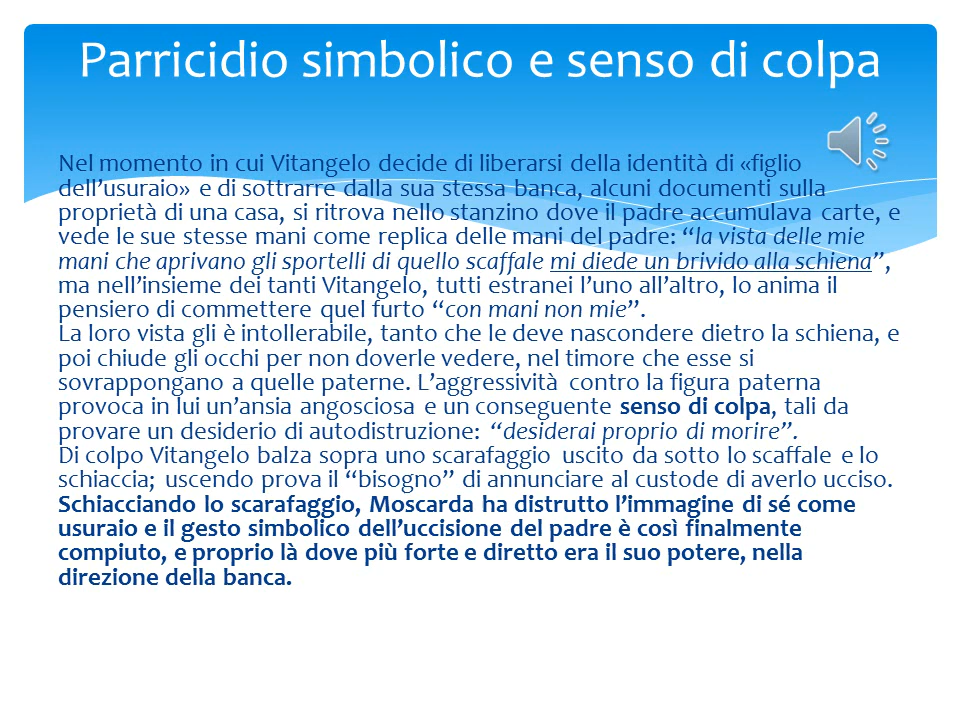 Parricidio simbolico e senso di colpa
Nel momento in cui Vitangelo decide di liberarsi della identità di «figlio
dell’usuraio» e di sottrarre dalla sua stessa banca, alcuni documenti sulla
proprietà di una casa, si ritrova nello stanzino dove il padre accumulava carte, e
vede le sue stesse mani come replica delle mani del padre: “la vista delle mie
mani che aprivano gli sportelli di quello scaffale mi diede un brivido alla schiena”,
ma nell’insieme dei tanti Vitangelo, tutti estranei l’uno all’altro, lo anima il
pensiero di commettere quel furto “con mani non mie”.
La loro vista gli è intollerabile, tanto che le deve nascondere dietro la schiena, e
poi chiude gli occhi per non doverle vedere, nel timore che esse si
sovrappongano a quelle paterne. L’aggressività contro la figura paterna
provoca in lui un’ansia angosciosa e un conseguente senso di colpa, tali da
provare un desiderio di autodistruzione: “desiderai proprio di morire”.
Di colpo Vitangelo balza sopra uno scarafaggio uscito da sotto lo scaffale e lo
schiaccia; uscendo prova il “bisogno” di annunciare al custode di averlo ucciso.
Schiacciando lo scarafaggio, Moscarda ha distrutto l’immagine di sé come
usuraio e il gesto simbolico dell’uccisione del padre è così finalmente
compiuto, e proprio là dove più forte e diretto era il suo potere, nella
direzione della banca.